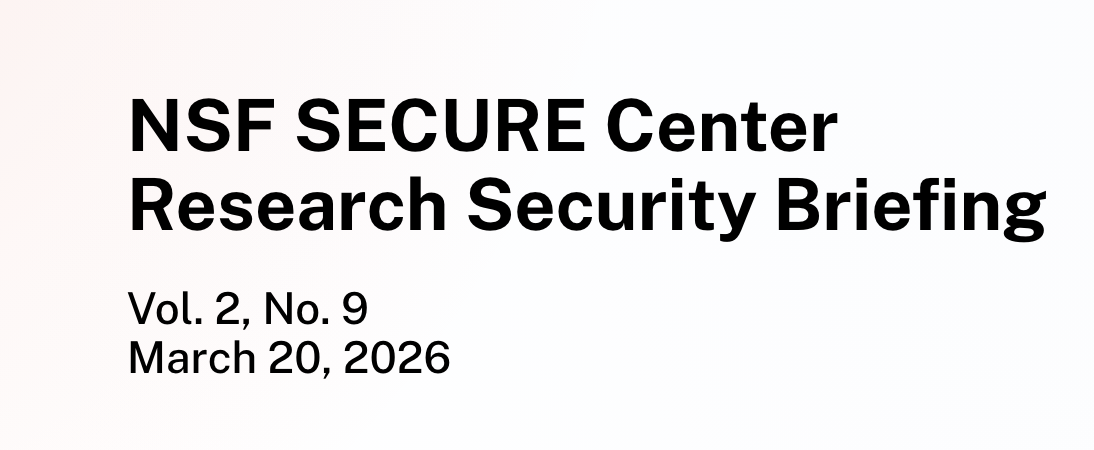 NSF SECURE Center
Research Security Briefing
Vol. 2, No. 9
March 20, 2026